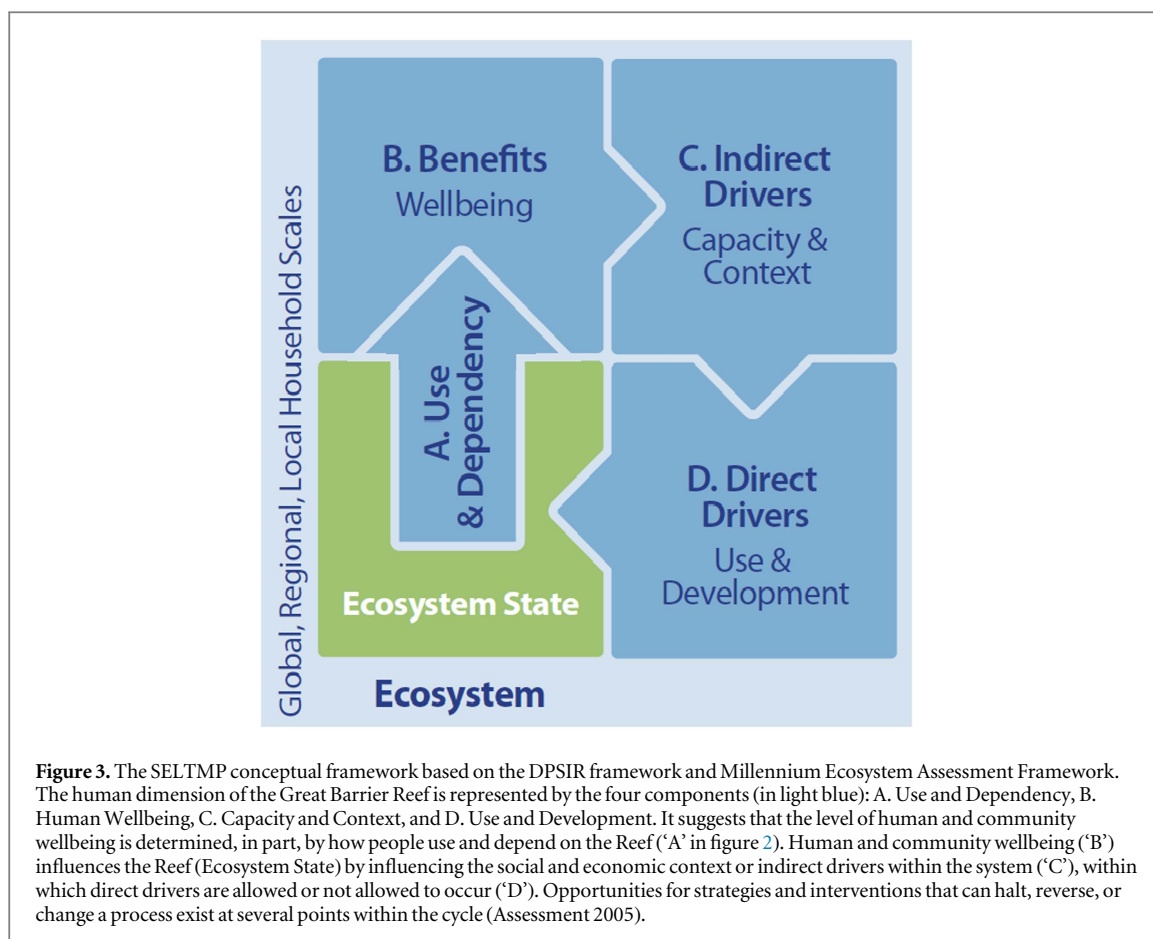 Global, Regional, Local Household Scales
B. Benefits
Wellbeing
C. Indirect
Drivers
Capacity &
Context
A. Use
& Dependency
D. Direct
Drivers
Use &
Development
Ecosystem State
Ecosystem
Figure 3. The SELTMP conceptual framework based on the DPSIR framework and Millennium Ecosystem Assessment Framework.
The human dimension of the Great Barrier Reef is represented by the four components (in light blue): A. Use and Dependency, B.
Human Wellbeing, C. Capacity and Context, and D. Use and Development. It suggests that the level of human and community
wellbeing is determined, in part, by how people use and depend on the Reef (‘A’ in figure 2). Human and community wellbeing (‘B’)
influences the Reef (Ecosystem State) by influencing the social and economic context or indirect drivers within the system (‘C’), within
which direct drivers are allowed or not allowed to occur (‘D’). Opportunities for strategies and interventions that can halt, reverse, or
change a process exist at several points within the cycle (Assessment 2005).